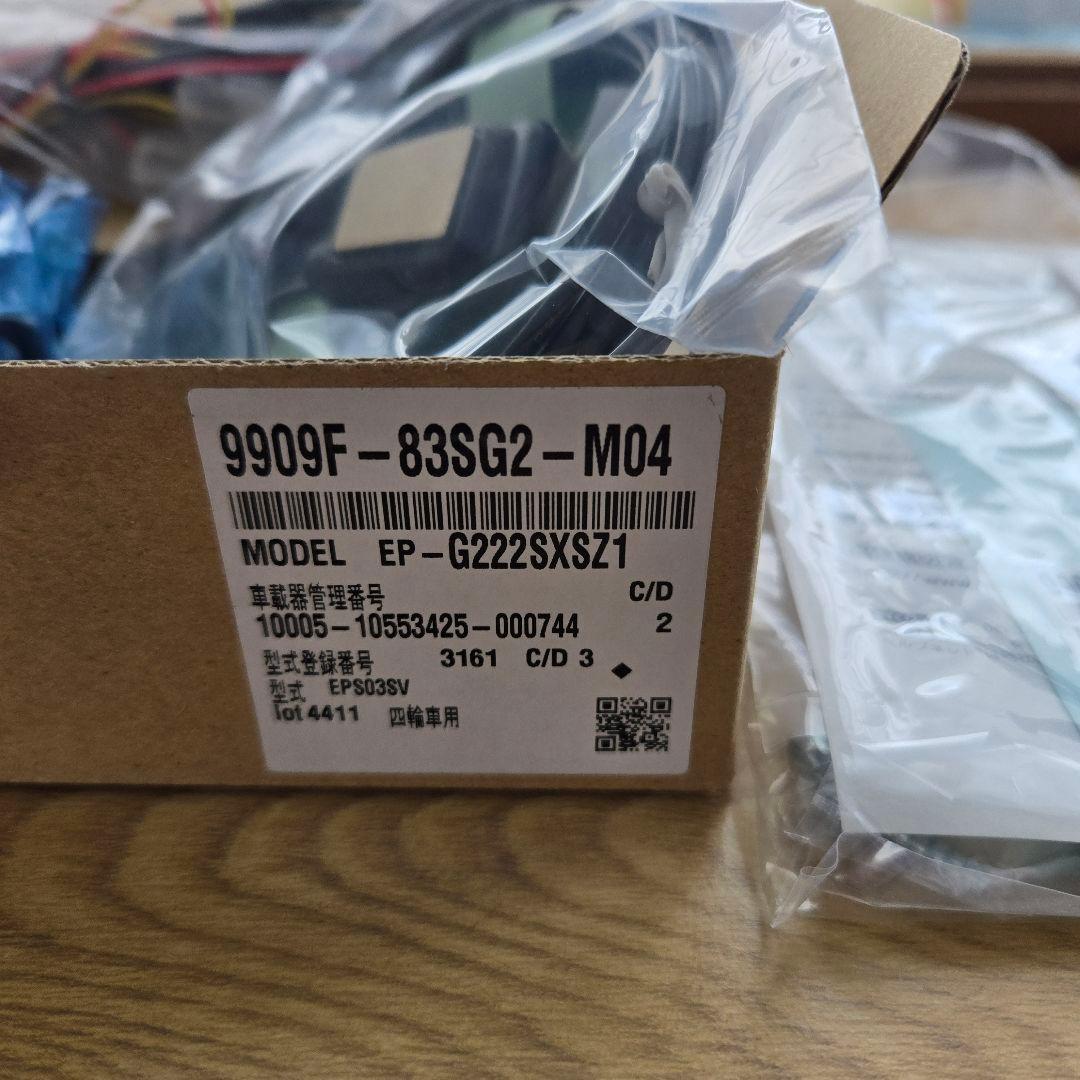 9909F-83SG2-M04
MODEL EP-G222SXSZ1
車載器管理番号 C/D
10005-10553425-000744 2
型式登録番号 3161 C/D 3 ◆
型式 EPS03SV
lot 4411 四輪車用